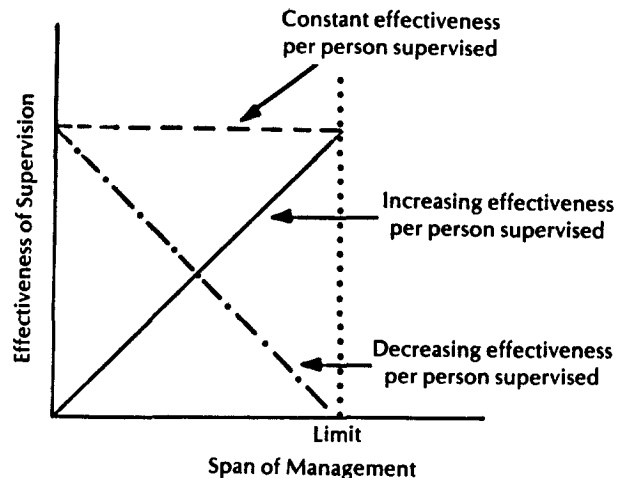 Constant effectiveness
per person supervised
Effectiveness of Supervision
Increasing effectiveness
per person supervised
Decreasing effectiveness
per person supervised
Limit
Span of Management